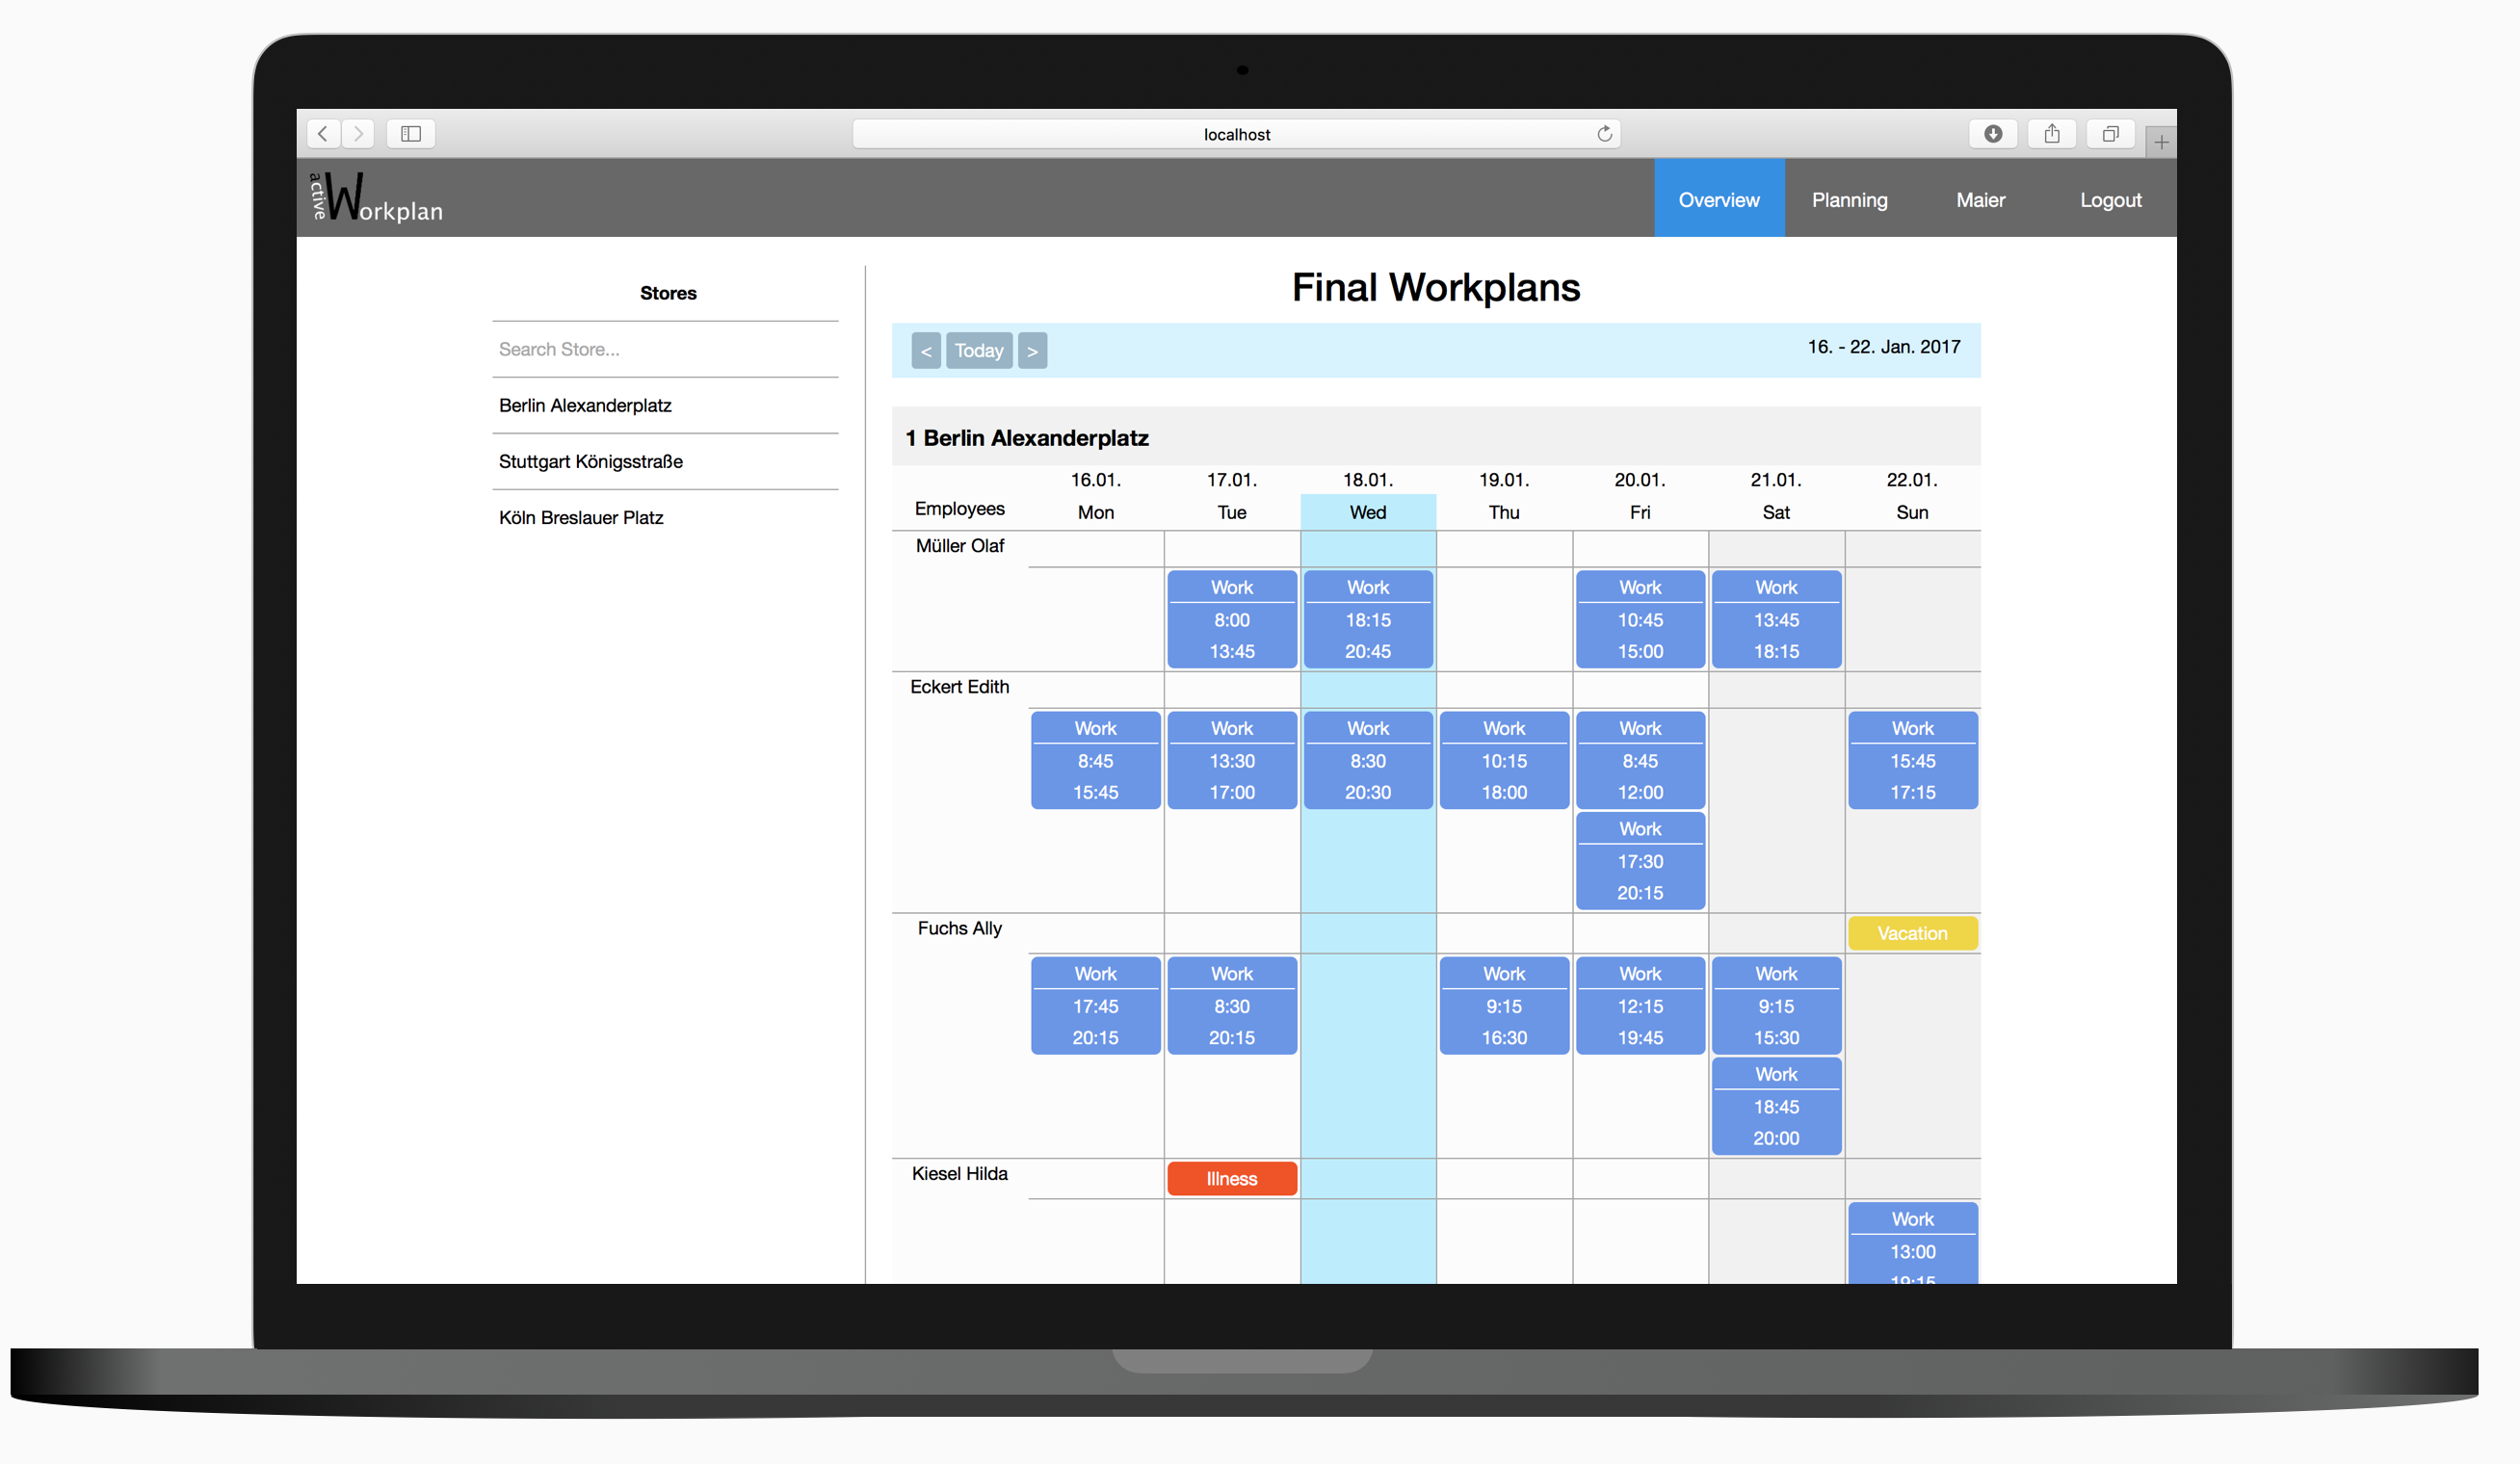 localhost
active Workplan
Overview Planning Maier Logout
Stores
Search Store...
Berlin Alexanderplatz
Stuttgart Königsstraße
Köln Breslauer Platz
Final Workplans
< Today > 16. - 22. Jan. 2017
1 Berlin Alexanderplatz
16.01. 17.01. 18.01. 19.01. 20.01. 21.01. 22.01.
Employees Mon Tue Wed Thu Fri Sat Sun
Müller Olaf
Work Work Work Work
8:00 18:15 10:45 13:45
13:45 20:45 15:00 18:15
Eckert Edith
Work Work Work Work Work Work
8:45 13:30 8:30 10:15 8:45 15:45
15:45 17:00 20:30 18:00 12:00 17:15
Work
17:30
20:15
Fuchs Ally Vacation
Work Work Work Work Work
17:45 8:30 9:15 12:15 9:15
20:15 20:15 16:30 19:45 15:30
Work
18:45
20:00
Kiesel Hilda Illness
Work
13:00
19:15